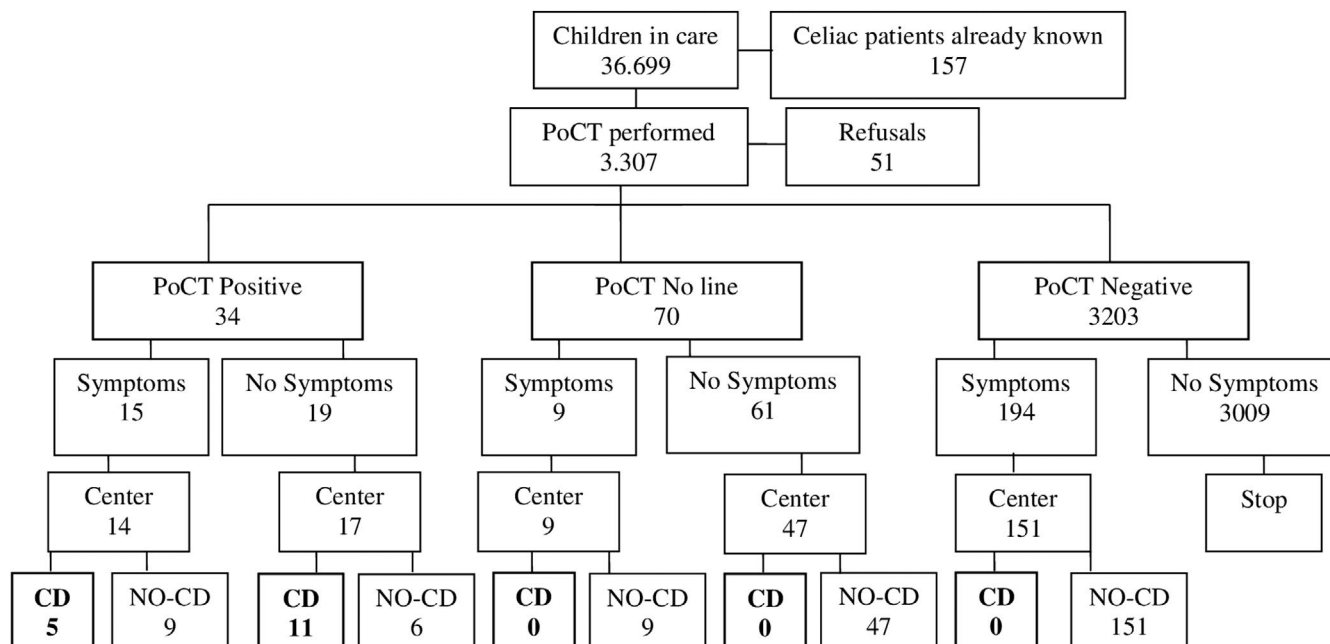 Children in care
36.699
Celiac patients already known
157
PoCT performed
3.307
Refusals
51
PoCT Positive
34
PoCT No line
70
PoCT Negative
3203
Symptoms
15
No Symptoms
19
Symptoms
9
No Symptoms
61
Symptoms
194
No Symptoms
3009
Center
14
Center
17
Center
9
Center
47
Center
151
Stop
CD
5
NO-CD
9
CD
11
NO-CD
6
CD
0
NO-CD
9
CD
0
NO-CD
47
CD
0
NO-CD
151